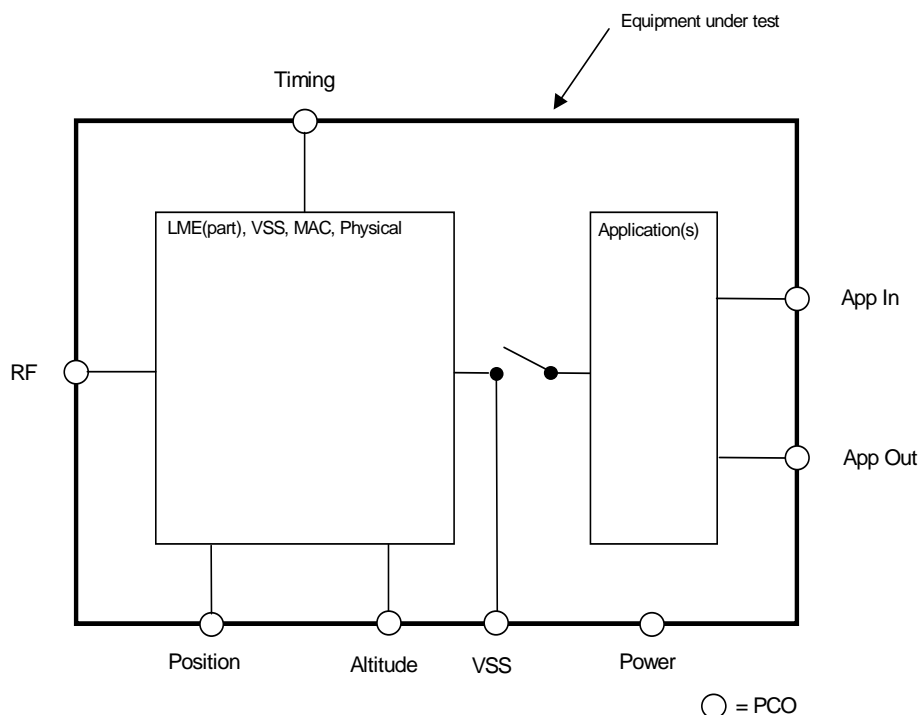 Equipment under test
Timing
LME(part), VSS, MAC, Physical
Application(s)
App In
RF
App Out
Position
Altitude
VSS
Power
= PCO